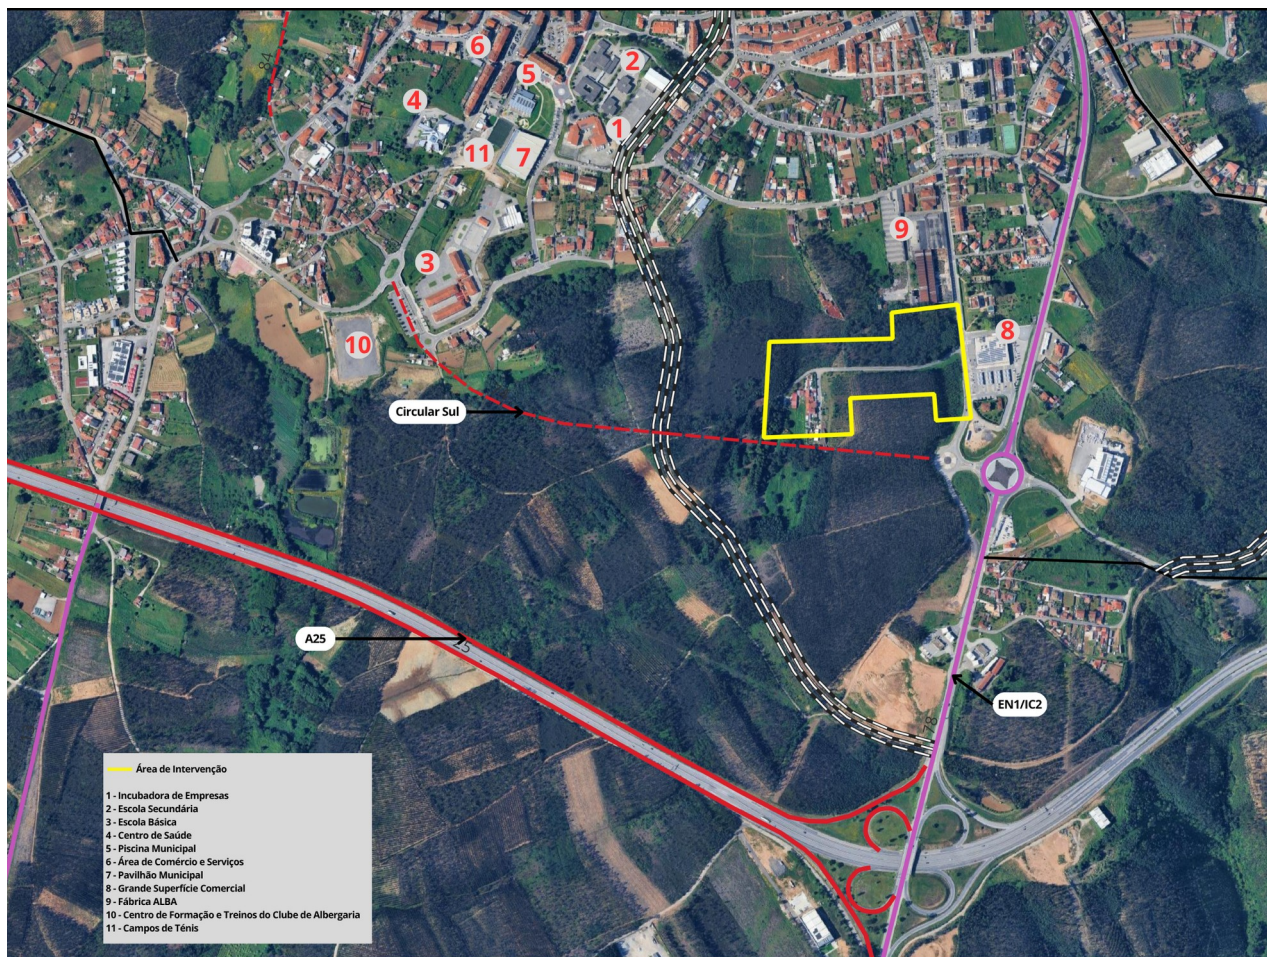 6
2
5
4
1
11
7
9
3
8
10
Circular Sul
A25
25
EN1/IC2
Área de Intervenção
1 - Incubadora de Empresas
2 - Escola Secundária
3 - Escola Básica
4 - Centro de Saúde
5 - Piscina Municipal
6 - Área de Comércio e Serviços
7 - Pavilhão Municipal
8 - Grande Superfície Comercial
9 - Fábrica ALBA
10 - Centro de Formação e Treinos do Clube de Albergaria
11 - Campos de Ténis